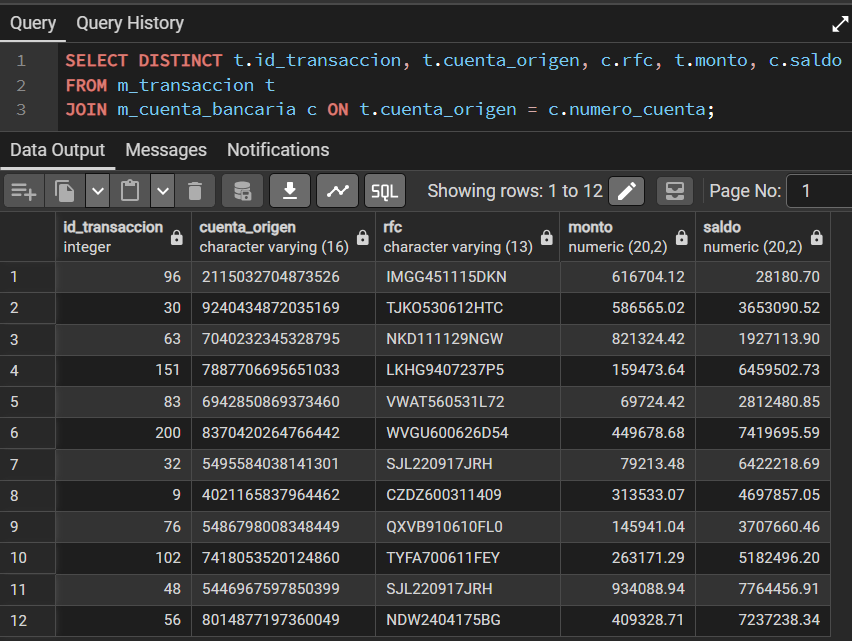 Query Query History
1 SELECT DISTINCT t.id_transaccion, t.cuenta_origen, c.rfc, t.monto, c.saldo
2 FROM m_transaccion t
3 JOIN m_cuenta_bancaria c ON t.cuenta_origen = c.numero_cuenta;
Data Output Messages Notifications
SQL Showing rows: 1 to 12 Page No: 1
id_transaccion cuenta_origen rfc monto saldo
integer character varying (16) character varying (13) numeric (20,2) numeric (20,2)
1 96 2115032704873526 IMGG451115DKN 616704.12 28180.70
2 30 9240434872035169 TJKO530612HTC 586565.02 3653090.52
3 63 7040232345328795 NKD111129NGW 821324.42 1927113.90
4 151 7887706695651033 LKHG9407237P5 159473.64 6459502.73
5 83 6942850869373460 VWAT560531L72 69724.42 2812480.85
6 200 8370420264766442 WVGU600626D54 449678.68 7419695.59
7 32 5495584038141301 SJL220917JRH 79213.48 6422218.69
8 9 4021165837964462 CZDZ600311409 313533.07 4697857.05
9 76 5486798008348449 QXVB910610FL0 145941.04 3707660.46
10 102 7418053520124860 TYFA700611FEY 263171.29 5182496.20
11 48 5446967597850399 SJL220917JRH 934088.94 7764456.91
12 56 8014877197360049 NDW2404175BG 409328.71 7237238.34